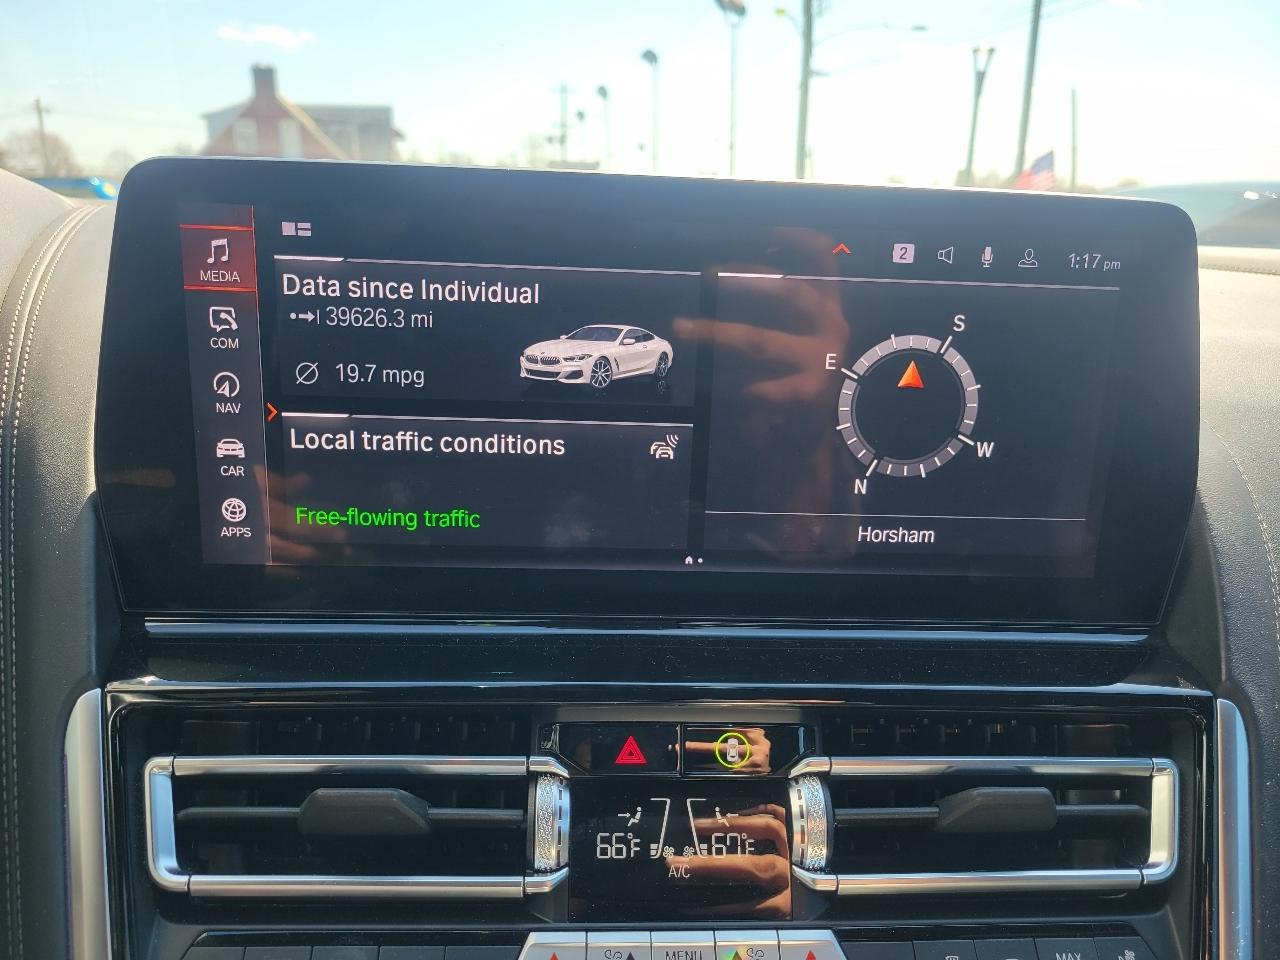 MEDIA
COM
NAV
CAR
APPS
2
1:17 pm
Data since Individual
39626.3 mi
Ø 19.7 mpg
Local traffic conditions
Free-flowing traffic
S
E
W
N
Horsham
66°F
67°F
A/C
MENU
MAX